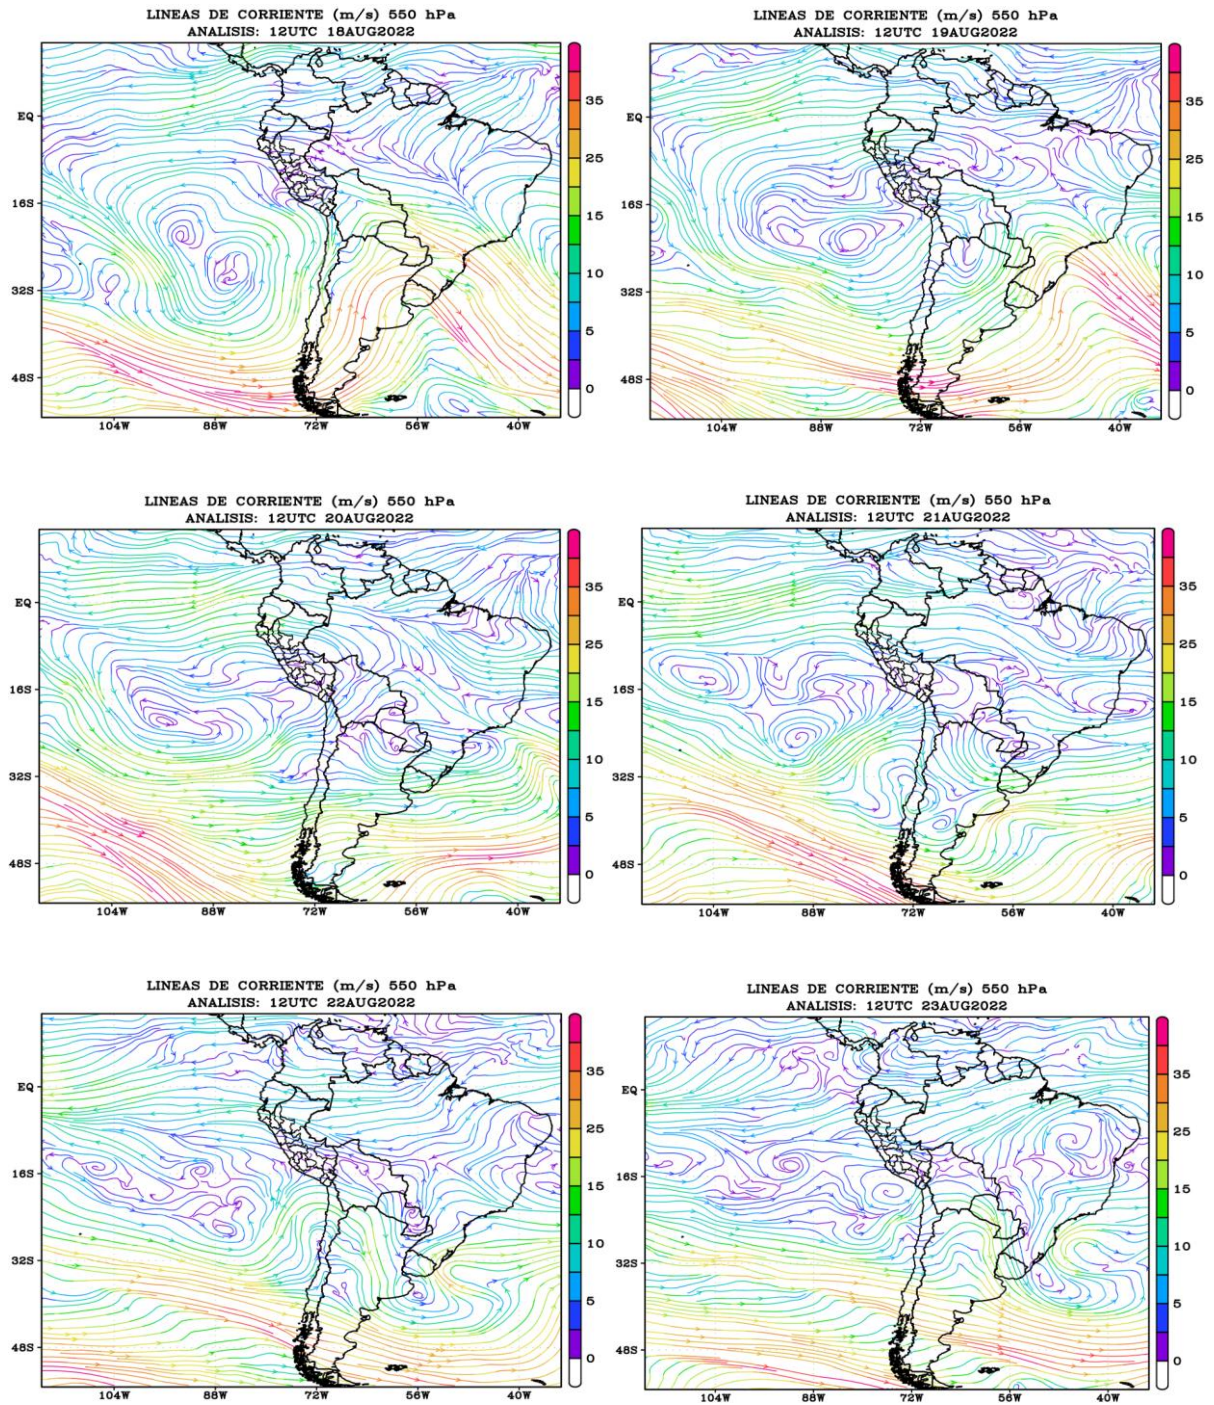 LINEAS DE CORRIENTE (m/s) 550 hPa
ANALISIS: 12UTC 18AUG2022
EQ
16S
32S
48S
104W 88W 72W 56W 40W
35
25
15
10
5
0
LINEAS DE CORRIENTE (m/s) 550 hPa
ANALISIS: 12UTC 19AUG2022
EQ
16S
32S
48S
104W 88W 72W 56W 40W
35
25
15
10
5
0
LINEAS DE CORRIENTE (m/s) 550 hPa
ANALISIS: 12UTC 20AUG2022
EQ
16S
32S
48S
104W 88W 72W 56W 40W
35
25
15
10
5
0
LINEAS DE CORRIENTE (m/s) 550 hPa
ANALISIS: 12UTC 21AUG2022
EQ
16S
32S
48S
104W 88W 72W 56W 40W
35
25
15
10
5
0
LINEAS DE CORRIENTE (m/s) 550 hPa
ANALISIS: 12UTC 22AUG2022
EQ
16S
32S
48S
104W 88W 72W 56W 40W
35
25
15
10
5
0
LINEAS DE CORRIENTE (m/s) 550 hPa
ANALISIS: 12UTC 23AUG2022
EQ
16S
32S
48S
104W 88W 72W 56W 40W
35
25
15
10
5
0